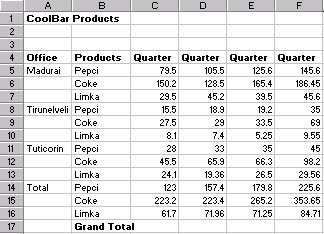 A B C D E F
1 CoolBar Products
2
3
4 Office Products Quarter Quarter Quarter Quarter
5 Madurai Pepci 79.5 105.5 125.6 145.6
6 Coke 150.2 128.5 165.4 186.45
7 Limka 29.5 45.2 39.5 45.6
8 Tirunelveli Pepci 15.5 18.9 19.2 35
9 Coke 27.5 29 33.5 69
10 Limka 8.1 7.4 5.25 9.55
11 Tuticorin Pepci 28 33 35 45
12 Coke 45.5 65.9 66.3 98.2
13 Limka 24.1 19.36 26.5 29.56
14 Total Pepci 123 157.4 179.8 225.6
15 Coke 223.2 223.4 265.2 353.65
16 Limka 61.7 71.96 71.25 84.71
17 Grand Total